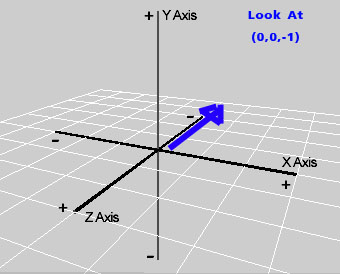 + Y Axis
Look At
(0,0,-1)
-
-
X Axis
+
+
Z Axis
-